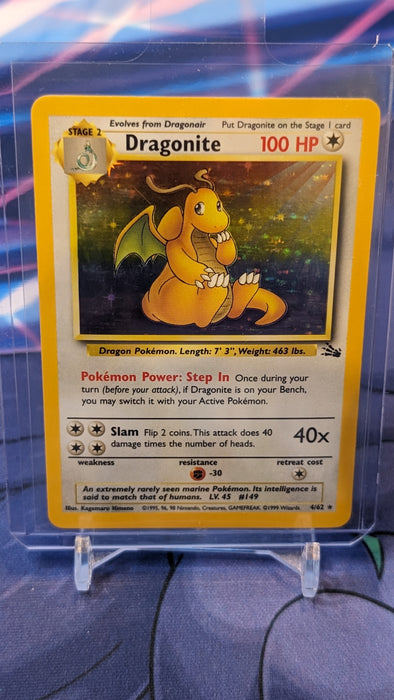 Evolves from Dragonair Put Dragonite on the Stage 1 card
STAGE 2
Dragonite 100 HP
Dragon Pokémon. Length: 7' 3", Weight: 463 lbs.
Pokémon Power: Step In Once during your
turn (before your attack), if Dragonite is on your Bench,
you may switch it with your Active Pokémon.
Slam Flip 2 coins. This attack does 40
damage times the number of heads.
40x
weakness resistance retreat cost
-30
An extremely rarely seen marine Pokémon. Its intelligence is
said to match that of humans. LV. 45 #149
Illus. Kagemaru Himeno ©1995, 96, 98 Nintendo, Creatures, GAMEFREAK. ©1999 Wizards. 4/62 ★